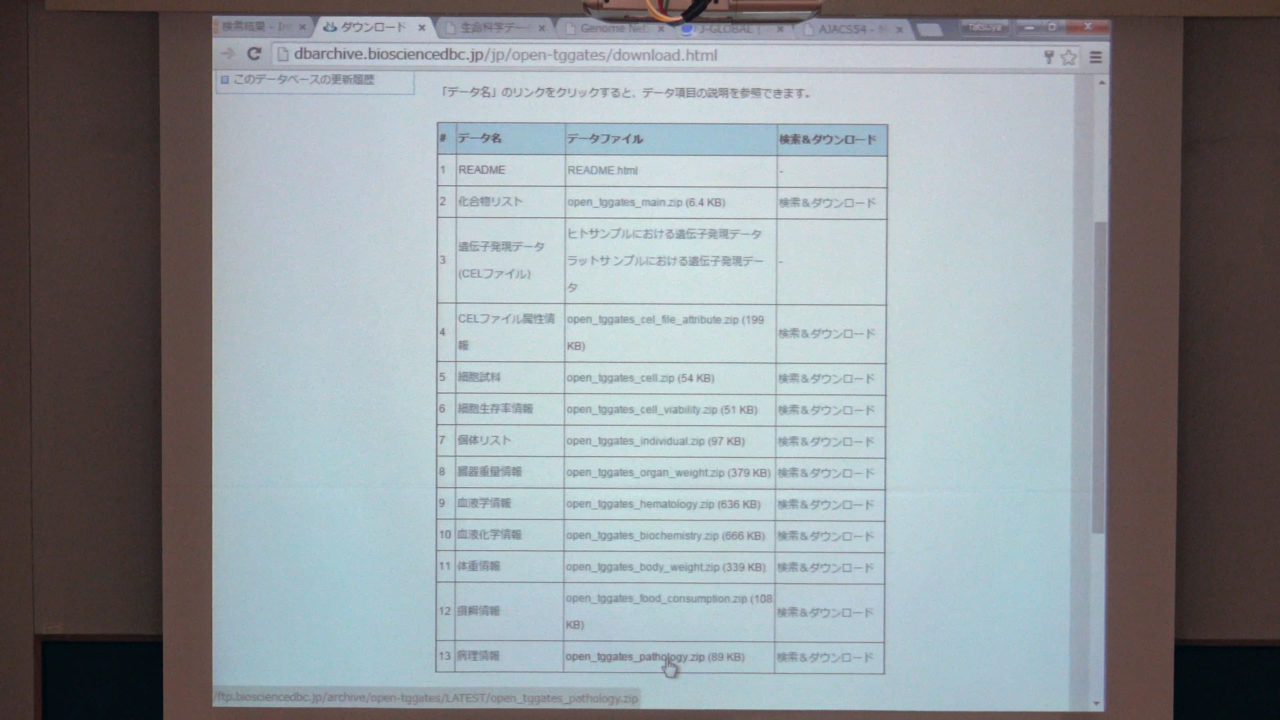 検索結果 - Int
ダウンロード
生命科学デー
Genome Net
J-GLOBAL
AJACS54 -
dbarchive.biosciencedbc.jp/jp/open-tggates/download.html
このデータベースの更新履歴
「データ名」のリンクをクリックすると、データ項目の説明を参照できます。
# データ名 データファイル 検索&ダウンロード
1 README README.html -
2 化合物リスト open_tggates_main.zip (6.4 KB) 検索&ダウンロード
3 遺伝子発現データ
(CELファイル)
ヒトサンプルにおける遺伝子発現データ
ラットサンプルにおける遺伝子発現デー
タ
-
4 CELファイル属性情
報
open_tggates_cel_file_attribute.zip (199
KB)
検索&ダウンロード
5 細胞試料 open_tggates_cell.zip (54 KB) 検索&ダウンロード
6 細胞生存率情報 open_tggates_cell_viability.zip (51 KB) 検索&ダウンロード
7 個体リスト open_tggates_individual.zip (97 KB) 検索&ダウンロード
8 臓器重量情報 open_tggates_organ_weight.zip (379 KB) 検索&ダウンロード
9 血液学情報 open_tggates_hematology.zip (636 KB) 検索&ダウンロード
10 血液化学情報 open_tggates_biochemistry.zip (666 KB) 検索&ダウンロード
11 体重情報 open_tggates_body_weight.zip (339 KB) 検索&ダウンロード
12 摂餌情報
open_tggates_food_consumption.zip (108
KB)
検索&ダウンロード
13 病理情報 open_tggates_pathology.zip (89 KB) 検索&ダウンロード
/ftp.biosciencedbc.jp/archive/open-tggates/LATEST/open_tggates_pathology.zip